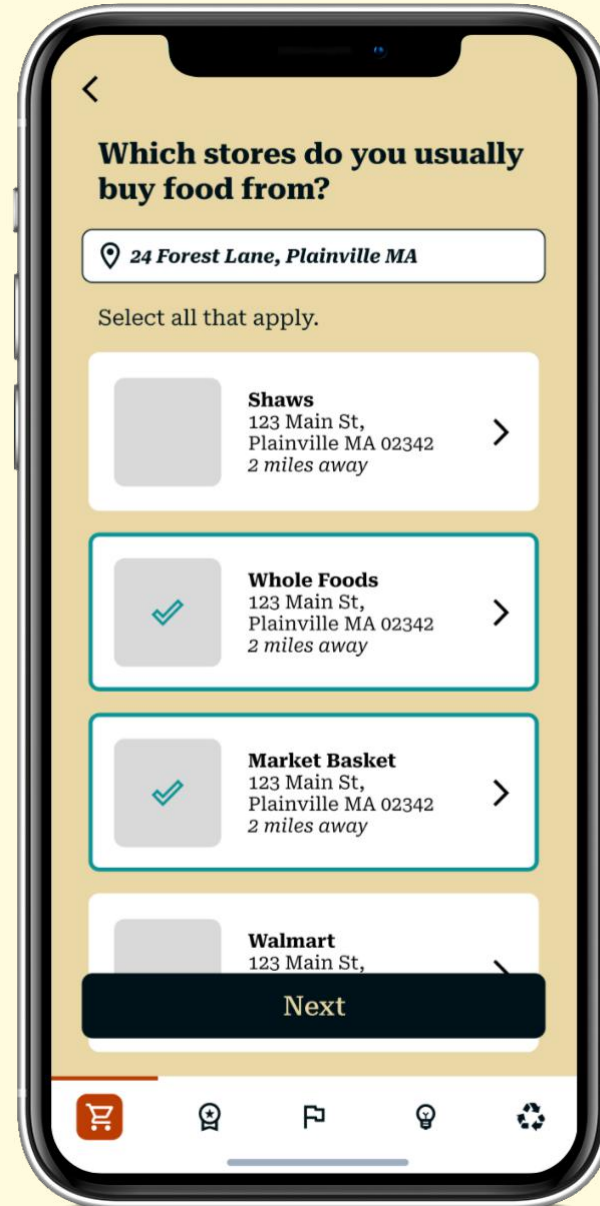 Which stores do you usually
buy food from?
24 Forest Lane, Plainville MA
Select all that apply.
Shaws
123 Main St,
Plainville MA 02342
2 miles away
Whole Foods
123 Main St,
Plainville MA 02342
2 miles away
Market Basket
123 Main St,
Plainville MA 02342
2 miles away
Walmart
123 Main St,
Next